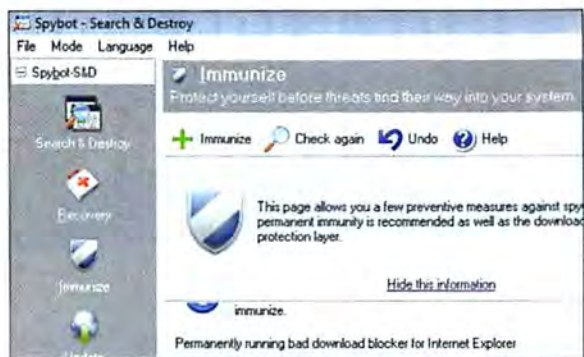 Spybot - Search & Destroy
File Mode Language Help
Spybot-S&D
Immunize
Protect yourself before threats find their way into your system.
Immunize Check again Undo Help
Search & Destroy
This page allows you a few preventive measures against spy
permanent immunity is recommended as well as the download
protection layer.
Recovery
Hide this information
Immunize
immunize.
Permanently running bad download blocker for Internet Explorer
Update